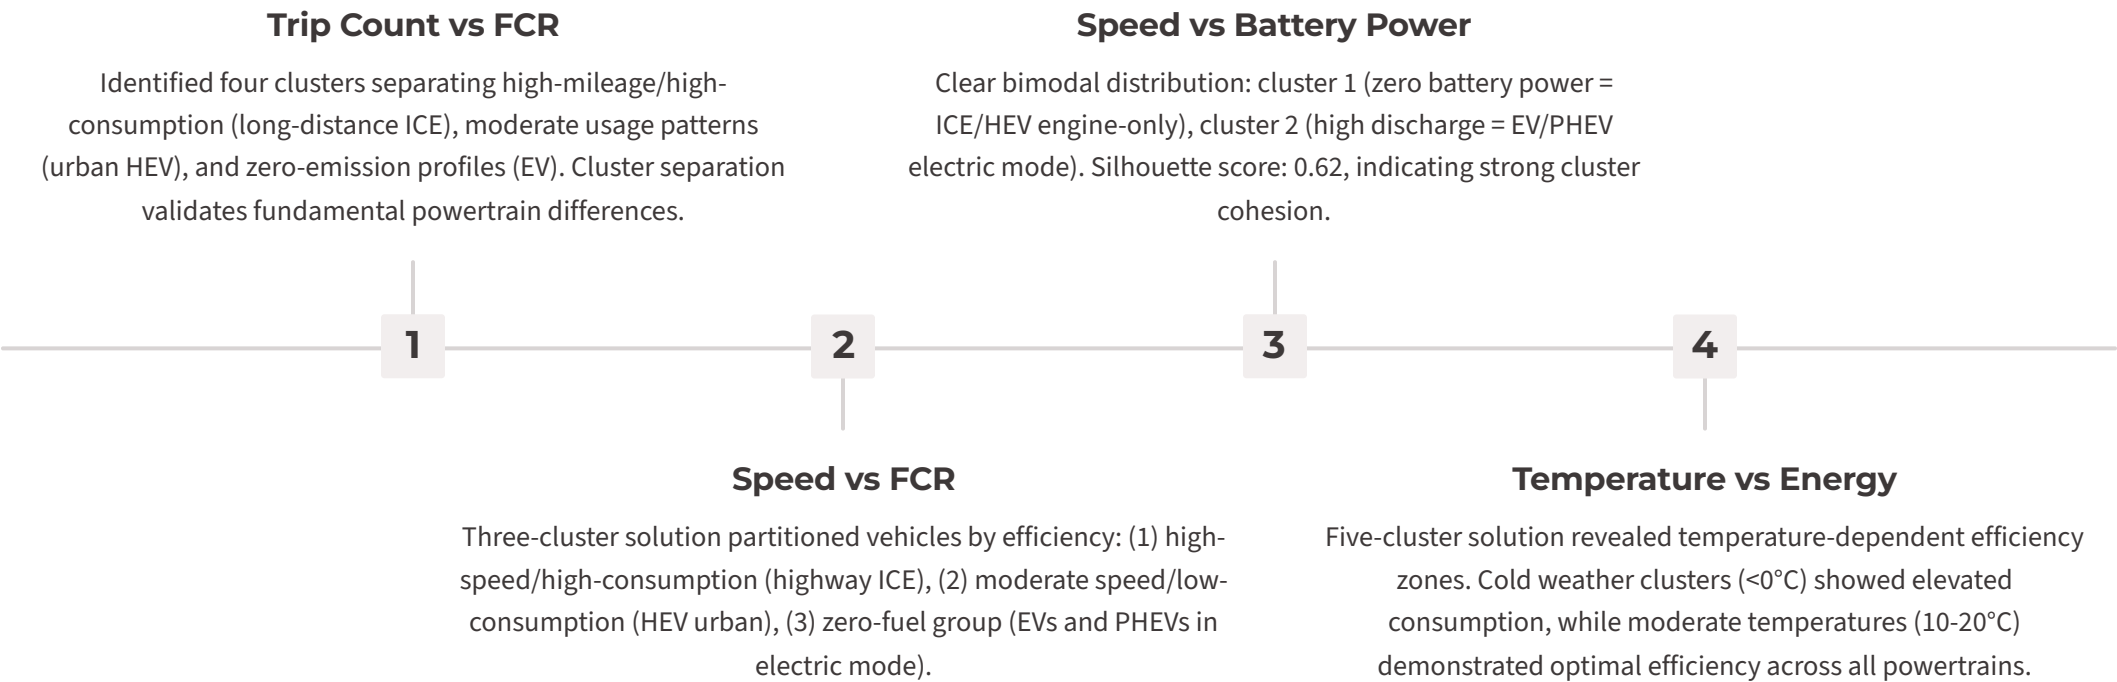 Trip Count vs FCR
Identified four clusters separating high-mileage/high-
consumption (long-distance ICE), moderate usage patterns
(urban HEV), and zero-emission profiles (EV). Cluster separation
validates fundamental powertrain differences.
1
2
Speed vs FCR
Three-cluster solution partitioned vehicles by efficiency: (1) high-
speed/high-consumption (highway ICE), (2) moderate speed/low-
consumption (HEV urban), (3) zero-fuel group (EVs and PHEVs in
electric mode).
Speed vs Battery Power
Clear bimodal distribution: cluster 1 (zero battery power =
ICE/HEV engine-only), cluster 2 (high discharge = EV/PHEV
electric mode). Silhouette score: 0.62, indicating strong cluster
cohesion.
3
4
Temperature vs Energy
Five-cluster solution revealed temperature-dependent efficiency
zones. Cold weather clusters (<0°C) showed elevated
consumption, while moderate temperatures (10-20°C)
demonstrated optimal efficiency across all powertrains.